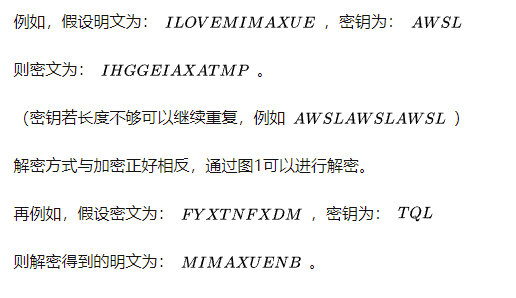 例如，假设明文为： ILOVEMIMAXUE ，密钥为： AWSL
则密文为： IHGGEIAXATMP 。
（密钥若长度不够可以继续重复，例如 AWSLAWSLAWSL ）
解密方式与加密正好相反，通过图1可以进行解密。
再例如，假设密文为： FYXTNFXDM ，密钥为： TQL
则解密得到的明文为： MIMAXUENB 。